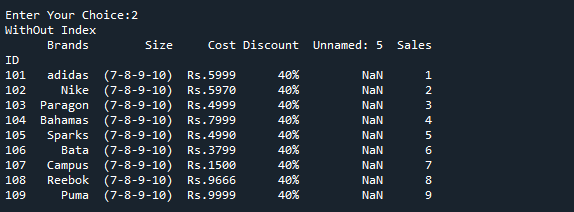 Enter Your Choice:2
WithOut Index
Brands Size Cost Discount Unnamed: 5 Sales
ID
101 adidas (7-8-9-10) Rs.5999 40% NaN 1
102 Nike (7-8-9-10) Rs.5970 40% NaN 2
103 Paragon (7-8-9-10) Rs.4999 40% NaN 3
104 Bahamas (7-8-9-10) Rs.7999 40% NaN 4
105 Sparks (7-8-9-10) Rs.4990 40% NaN 5
106 Bata (7-8-9-10) Rs.3799 40% NaN 6
107 Campus (7-8-9-10) Rs.1500 40% NaN 7
108 Reebok (7-8-9-10) Rs.9666 40% NaN 8
109 Puma (7-8-9-10) Rs.9999 40% NaN 9